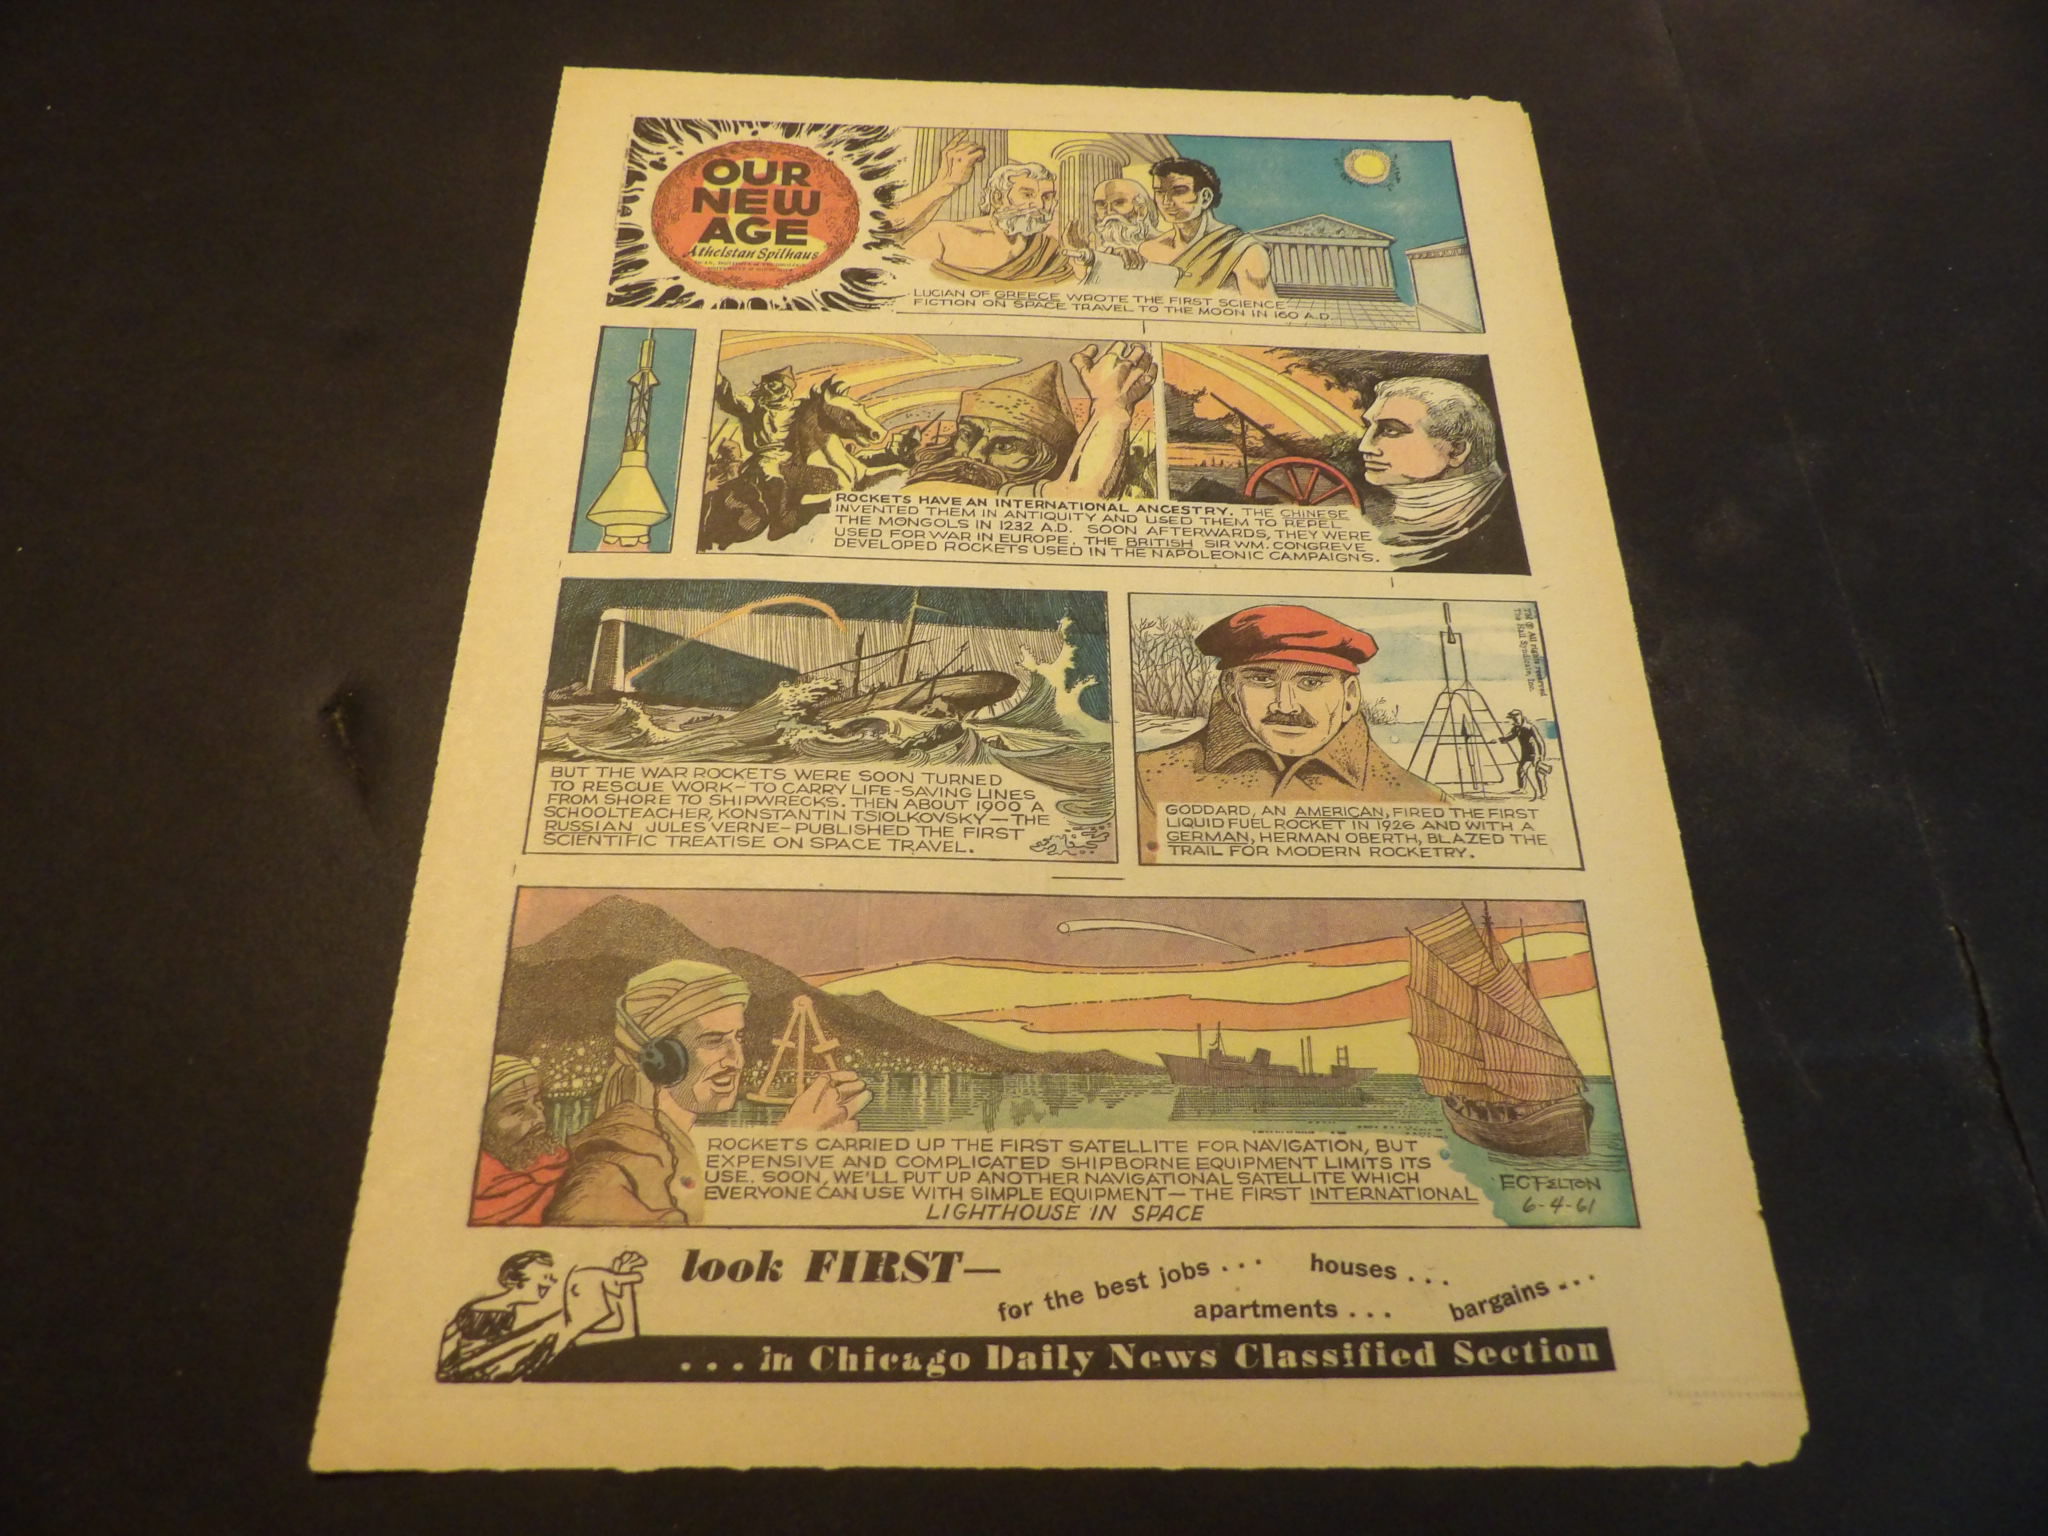 OUR
NEW
AGE
Athelstan Spilhaus
LUCIAN OF GREECE WROTE THE FIRST SCIENCE
FICTION ON SPACE TRAVEL TO THE MOON IN 160 A.D.
ROCKETS HAVE AN INTERNATIONAL ANCESTRY. THE CHINESE
INVENTED THEM IN ANTIQUITY AND USED THEM TO REPEL
THE MONGOLS IN 1232 A.D. SOON AFTERWARDS, THEY WERE
USED FOR WAR IN EUROPE. THE BRITISH SIR WM. CONGREVE
DEVELOPED ROCKETS USED IN THE NAPOLEONIC CAMPAIGNS.
BUT THE WAR ROCKETS WERE SOON TURNED
TO RESCUE WORK—TO CARRY LIFE-SAVING LINES
FROM SHORE TO SHIPWRECKS. THEN ABOUT 1900 A
SCHOOLTEACHER, KONSTANTIN TSIOLKOVSKY—THE
RUSSIAN JULES VERNE—PUBLISHED THE FIRST
SCIENTIFIC TREATISE ON SPACE TRAVEL.
TM ® All rights reserved
The Hall Syndicate, Inc.
GODDARD, AN AMERICAN, FIRED THE FIRST
LIQUID FUEL ROCKET IN 1926 AND WITH A
GERMAN, HERMAN OBERTH, BLAZED THE
TRAIL FOR MODERN ROCKETRY.
ROCKETS CARRIED UP THE FIRST SATELLITE FOR NAVIGATION, BUT
EXPENSIVE AND COMPLICATED SHIPBORNE EQUIPMENT LIMITS ITS
USE. SOON, WE'LL PUT UP ANOTHER NAVIGATIONAL SATELLITE WHICH
EVERYONE CAN USE WITH SIMPLE EQUIPMENT—THE FIRST INTERNATIONAL
LIGHTHOUSE IN SPACE
EC FELTON
6-4-61
look FIRST—
for the best jobs... houses...
apartments... bargains...
...in Chicago Daily News Classified Section